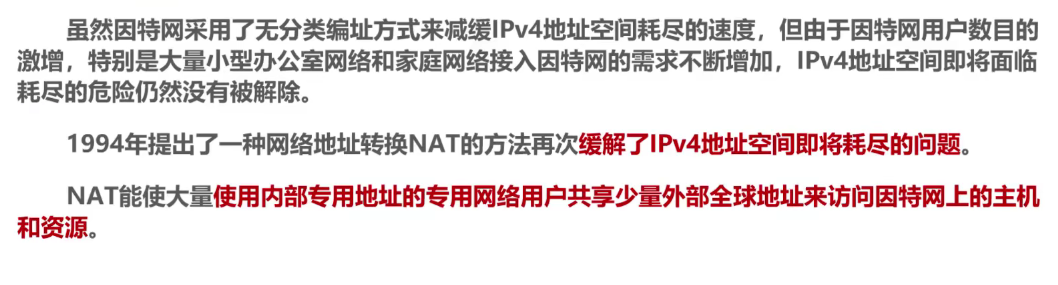 虽然因特网采用了无分类编址方式来减缓IPv4地址空间耗尽的速度，但由于因特网用户数目的
激增，特别是大量小型办公室网络和家庭网络接入因特网的需求不断增加，IPv4地址空间即将面临
耗尽的危险仍然没有被解除。
1994年提出了一种网络地址转换NAT的方法再次缓解了IPv4地址空间即将耗尽的问题。
NAT能使大量使用内部专用地址的专用网络用户共享少量外部全球地址来访问因特网上的主机
和资源。